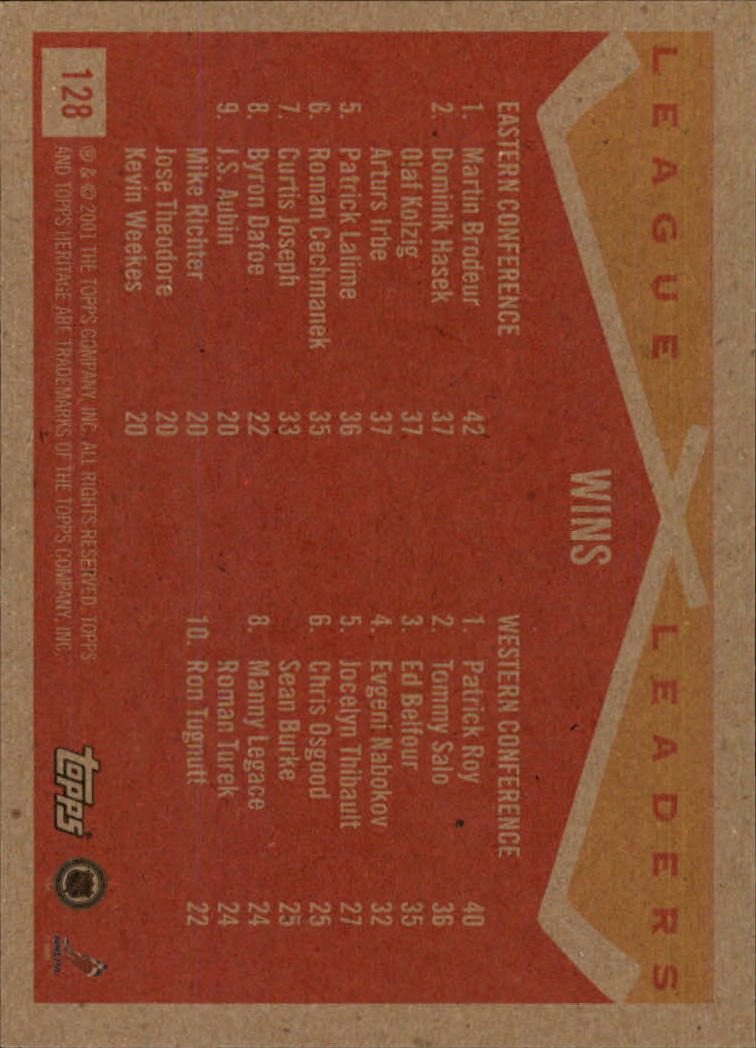 LEAGUE LEADERS
WINS
EASTERN CONFERENCE
1. Martin Brodeur 42
2. Dominik Hasek 37
Olaf Kolzig 37
Arturs Irbe 37
5. Patrick Lalime 36
6. Roman Cechmanek 35
7. Curtis Joseph 33
8. Byron Dafoe 22
9. J.S. Aubin 20
Mike Richter 20
Jose Theodore 20
Kevin Weekes 20
WESTERN CONFERENCE
1. Patrick Roy 40
2. Tommy Salo 36
3. Ed Belfour 35
4. Evgeni Nabokov 32
5. Jocelyn Thibault 27
6. Chris Osgood 25
Sean Burke 25
8. Manny Legace 24
Roman Turek 24
10. Ron Tugnutt 22
128
® & © 2001 THE TOPPS COMPANY, INC. ALL RIGHTS RESERVED. TOPPS
AND TOPPS HERITAGE ARE TRADEMARKS OF THE TOPPS COMPANY, INC.
topps